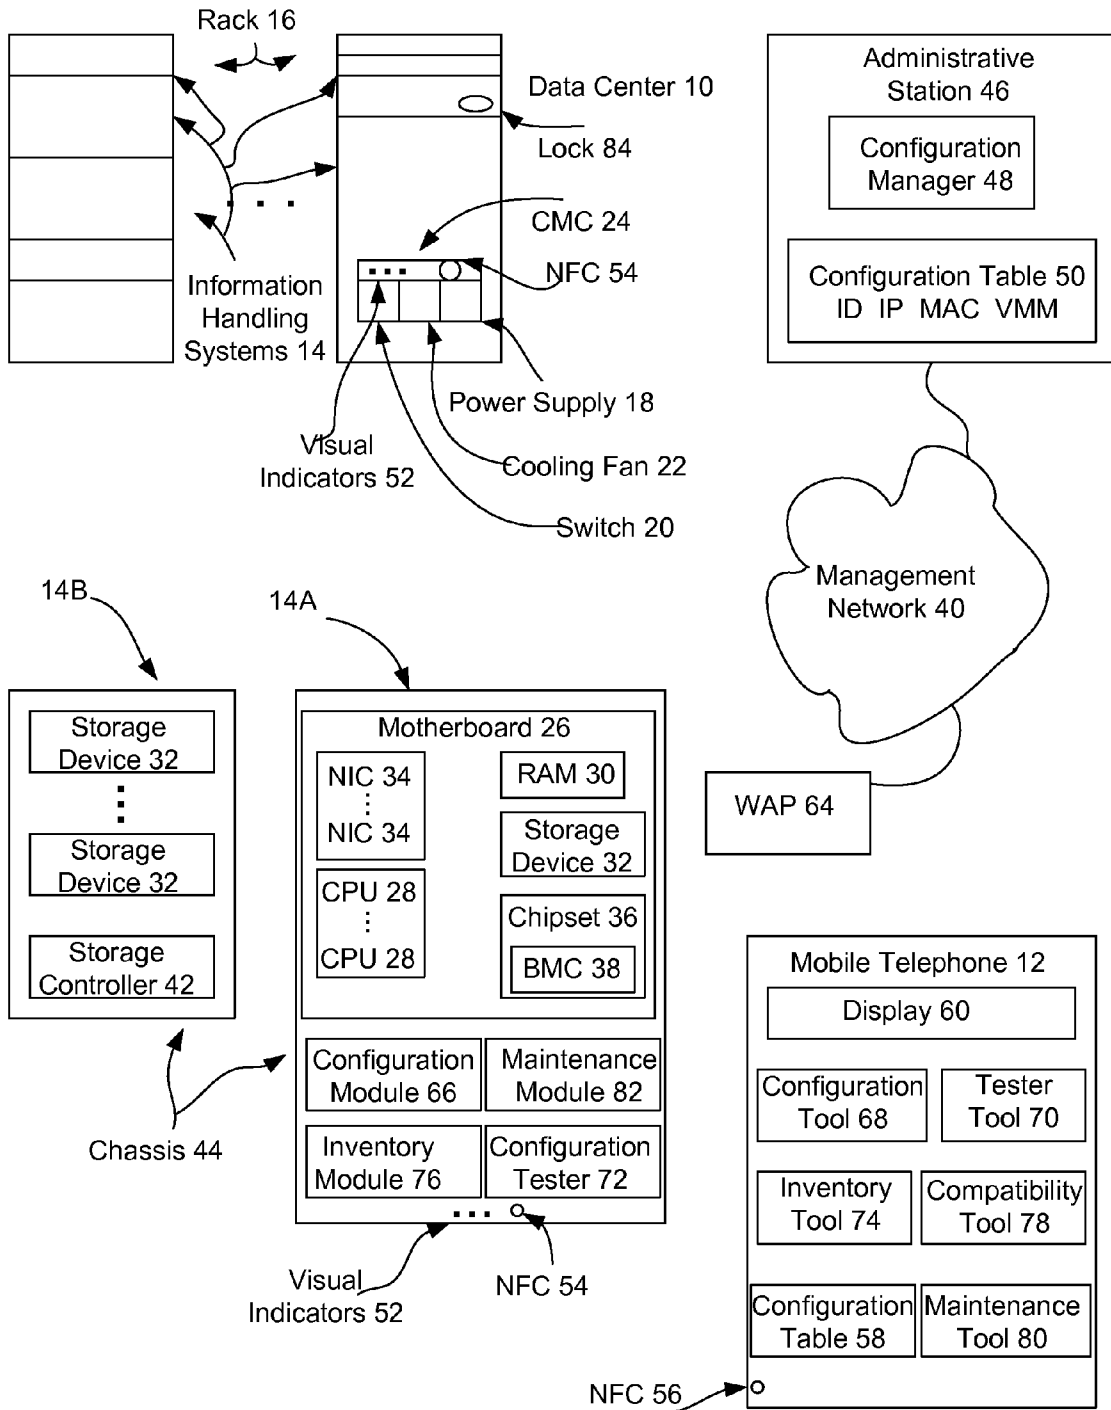 Rack 16
Data Center 10
Lock 84
CMC 24
NFC 54
Information
Handling
Systems 14
Power Supply 18
Visual
Indicators 52
Cooling Fan 22
Switch 20
Administrative
Station 46
Configuration
Manager 48
Configuration Table 50
ID IP MAC VMM
Management
Network 40
WAP 64
14B
14A
Storage
Device 32
Storage
Device 32
Storage
Controller 42
Chassis 44
Motherboard 26
NIC 34
NIC 34
RAM 30
Storage
Device 32
CPU 28
CPU 28
Chipset 36
BMC 38
Configuration
Module 66
Maintenance
Module 82
Inventory
Module 76
Configuration
Tester 72
Visual
Indicators 52
NFC 54
Mobile Telephone 12
Display 60
Configuration
Tool 68
Tester
Tool 70
Inventory
Tool 74
Compatibility
Tool 78
Configuration
Table 58
Maintenance
Tool 80
NFC 56